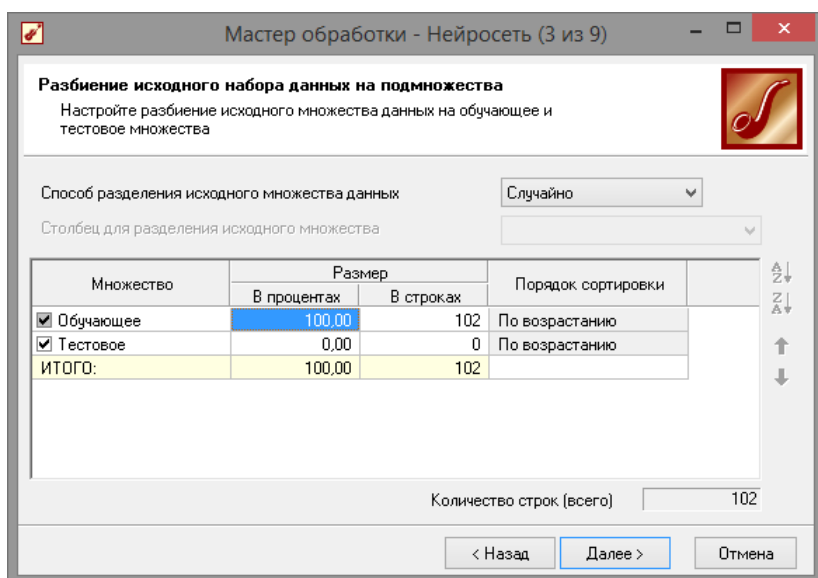 Мастер обработки - Нейросеть (3 из 9)
Разбиение исходного набора данных на подмножества
Настройте разбиение исходного множества данных на обучающее и
тестовое множества
Способ разделения исходного множества данных Случайно
Столбец для разделения исходного множества
Множество Размер Порядок сортировки
В процентах В строках
Обучающее 100,00 102 По возрастанию
Тестовое 0,00 0 По возрастанию
ИТОГО: 100,00 102
Количество строк (всего) 102
< Назад Далее > Отмена